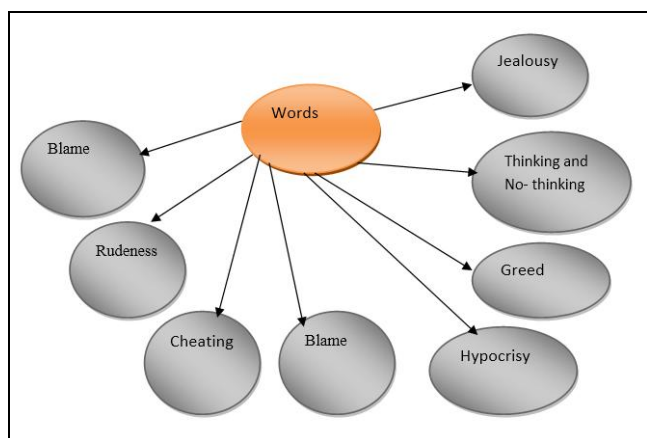 Jealousy
Words
Blame
Thinking and
No- thinking
Rudeness
Greed
Cheating
Blame
Hypocrisy